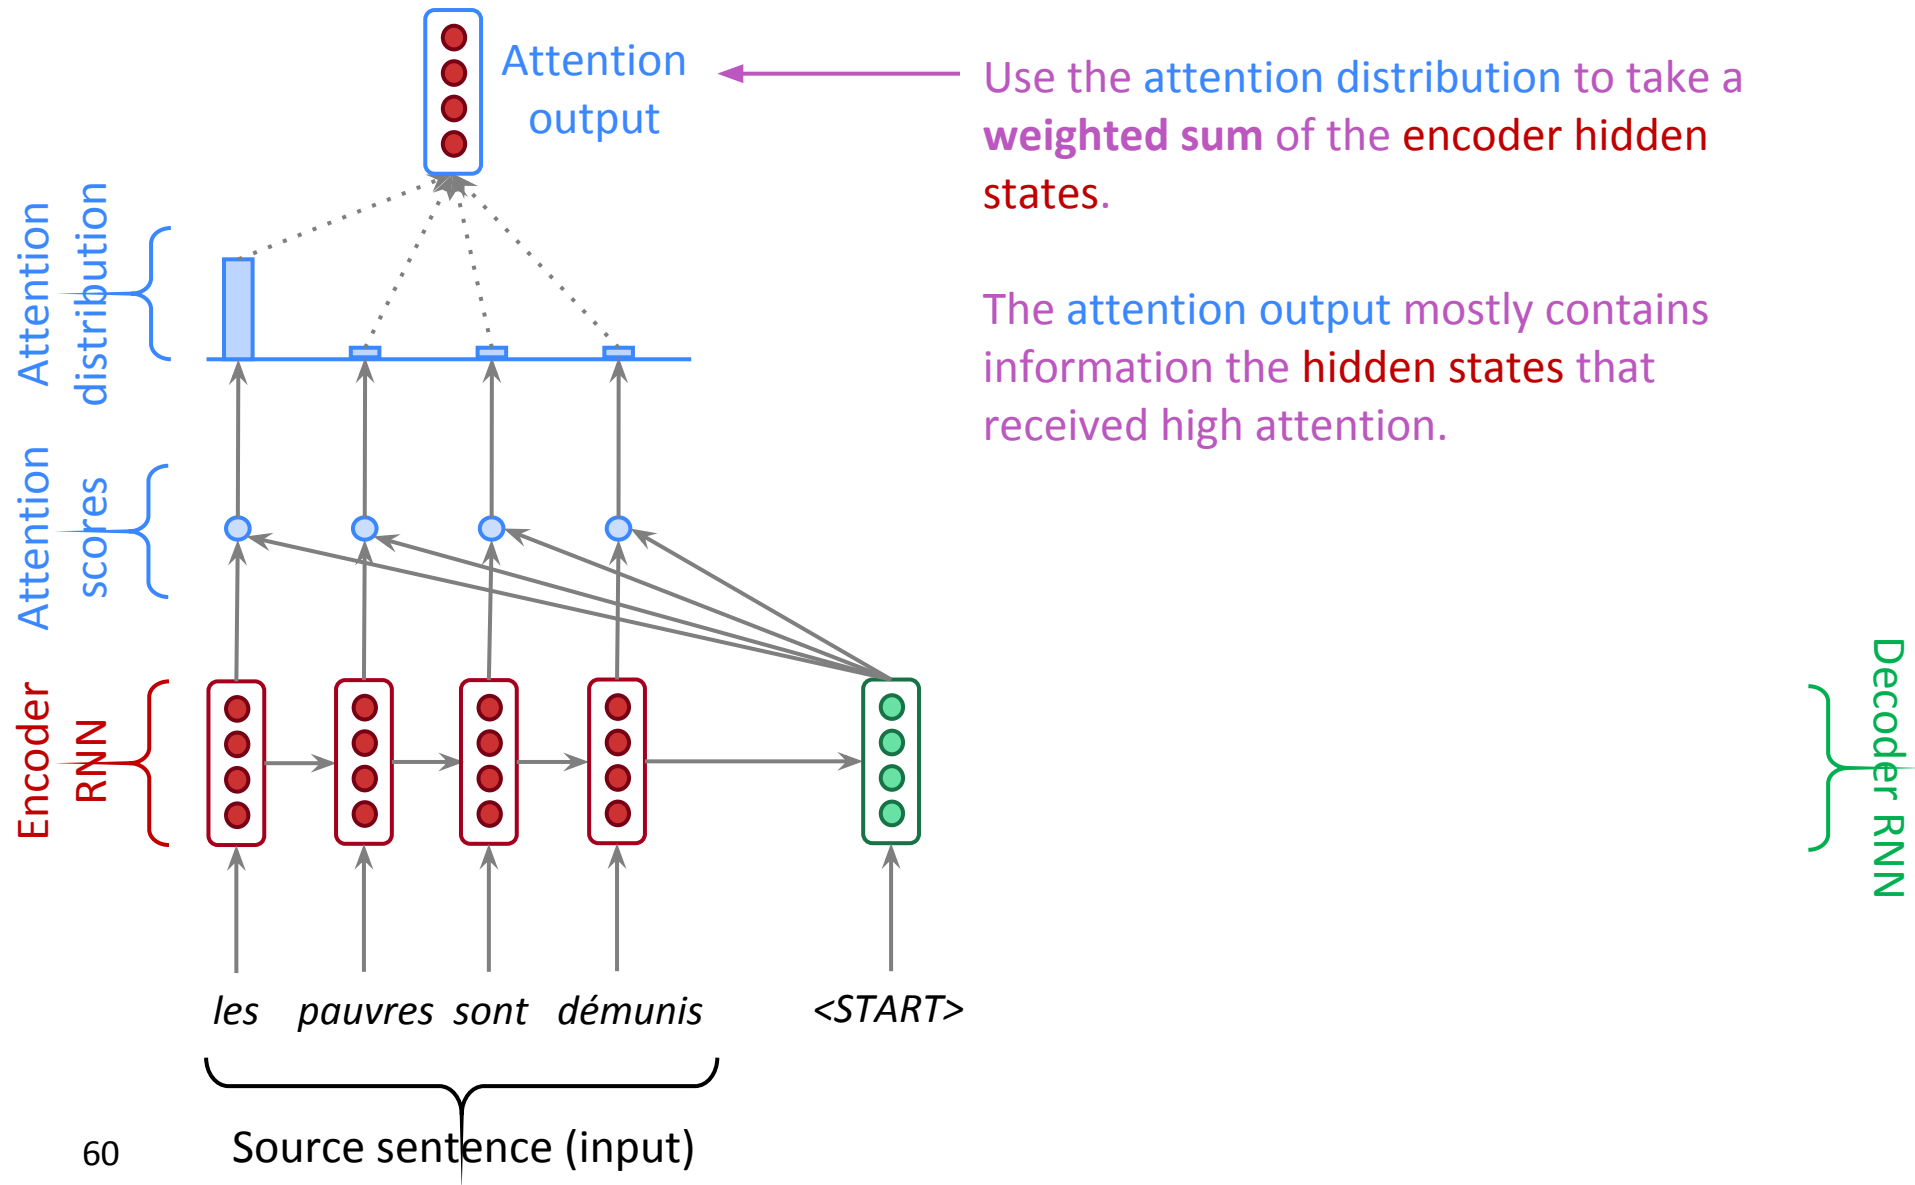 Attention
output
Use the attention distribution to take a
weighted sum of the encoder hidden
states.
The attention output mostly contains
information the hidden states that
received high attention.
Attention
distribution
Attention
scores
Encoder
RNN
Decoder RNN
les pauvres sont démunis <START>
Source sentence (input)
60